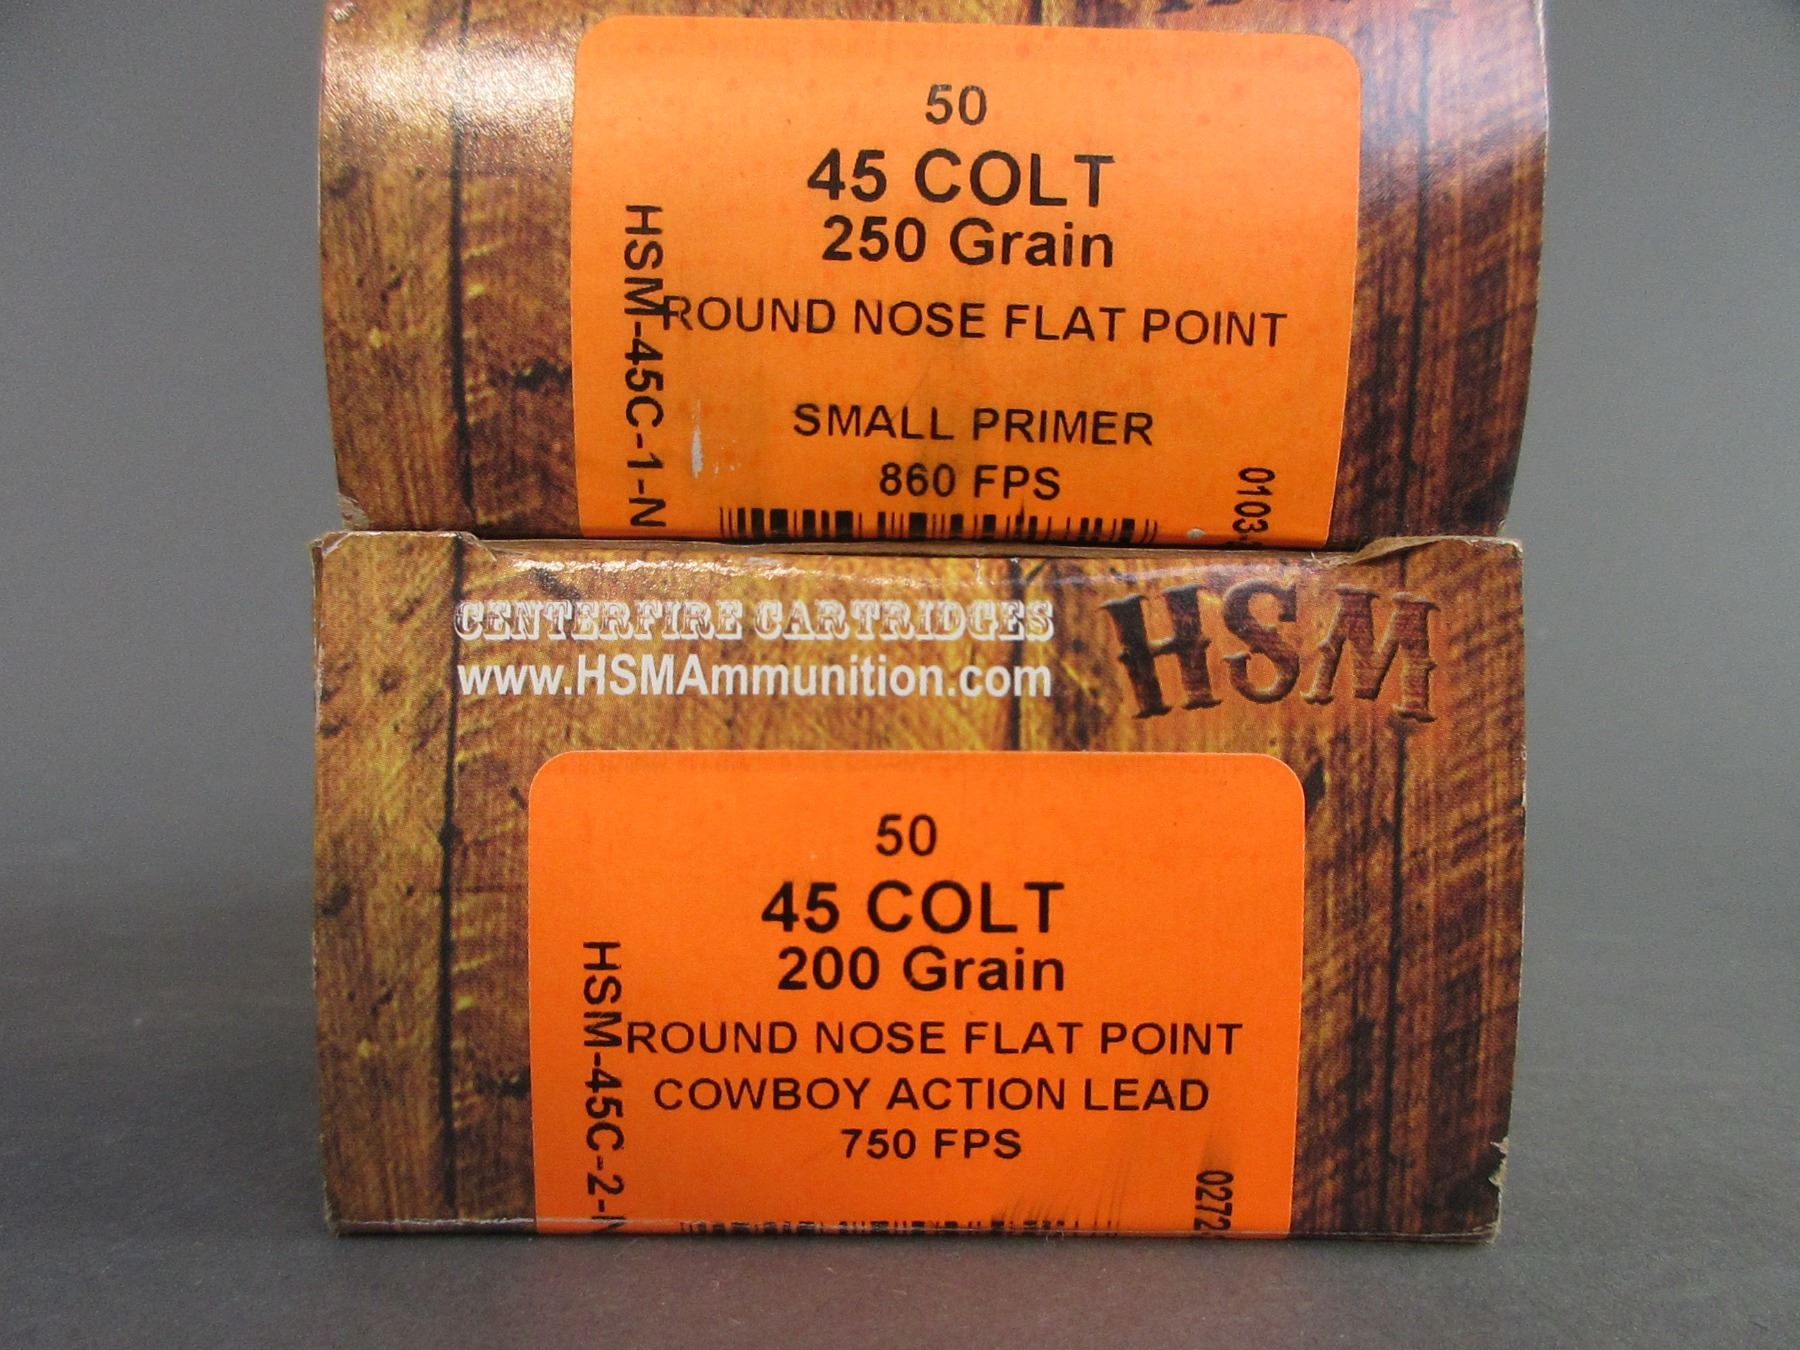 50
45 COLT
250 Grain
ROUND NOSE FLAT POINT
SMALL PRIMER
860 FPS
HSM-45C-1-N
0103-
CENTERFIRE CARTRIDGES
www.HSMAmmunition.com
HSM
50
45 COLT
200 Grain
ROUND NOSE FLAT POINT
COWBOY ACTION LEAD
750 FPS
HSM-45C-2-N
0272